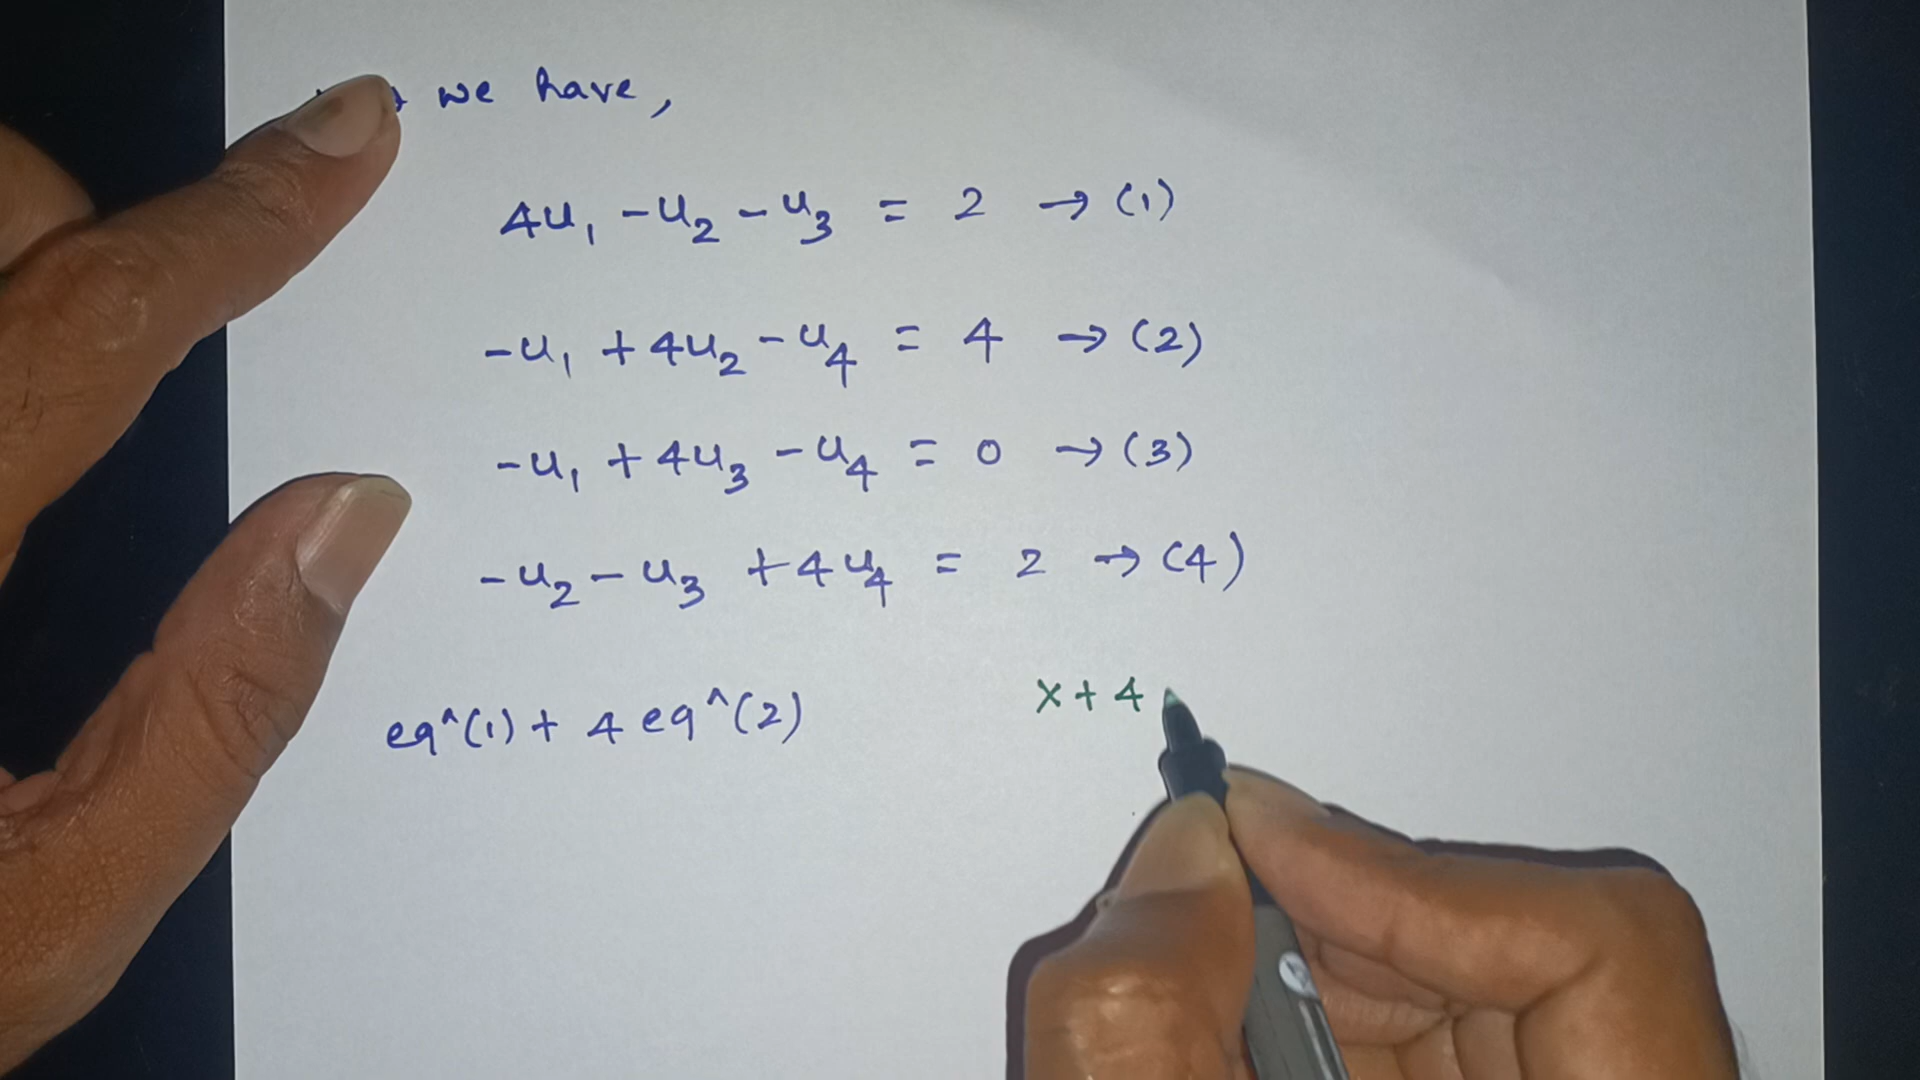 we have,
4u₁ - u₂ - u₃ = 2 → (1)
-u₁ + 4u₂ - u₄ = 4 → (2)
-u₁ + 4u₃ - u₄ = 0 → (3)
-u₂ - u₃ + 4u₄ = 2 → (4)
eq^(1) + 4 eq^(2) x + 4